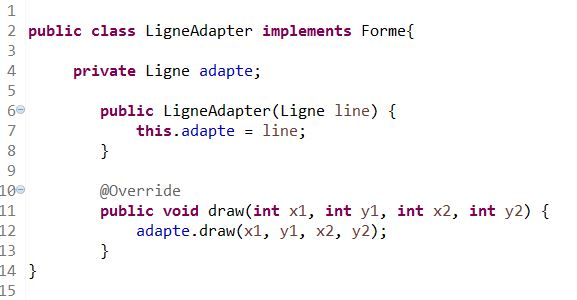 1
2 public class LigneAdapter implements Forme{
3
4     private Ligne adapte;
5
6        public LigneAdapter(Ligne line) {
7            this.adapte = line;
8        }
9
10        @Override
11        public void draw(int x1, int y1, int x2, int y2) {
12            adapte.draw(x1, y1, x2, y2);
13        }
14 }
15